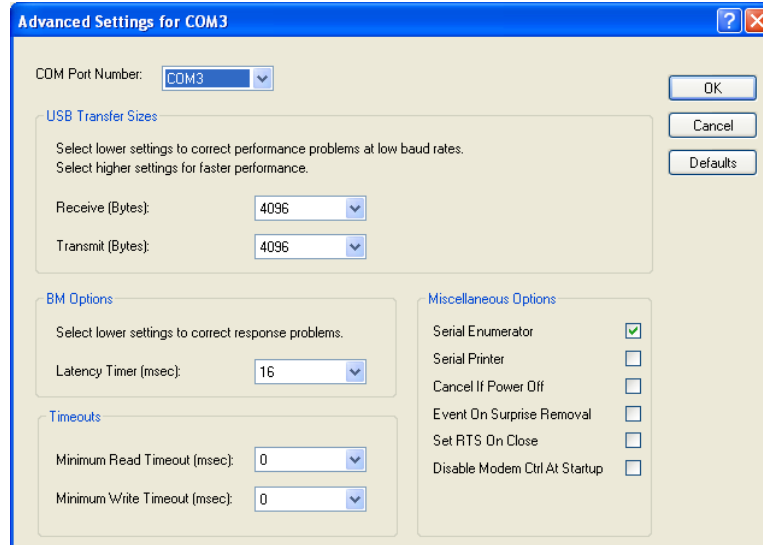 Advanced Settings for COM3
COM Port Number: COM3
OK
Cancel
Defaults
USB Transfer Sizes
Select lower settings to correct performance problems at low baud rates.
Select higher settings for faster performance.
Receive (Bytes): 4096
Transmit (Bytes): 4096
BM Options
Select lower settings to correct response problems.
Latency Timer (msec): 16
Timeouts
Minimum Read Timeout (msec): 0
Minimum Write Timeout (msec): 0
Miscellaneous Options
Serial Enumerator
Serial Printer
Cancel If Power Off
Event On Surprise Removal
Set RTS On Close
Disable Modem Ctrl At Startup